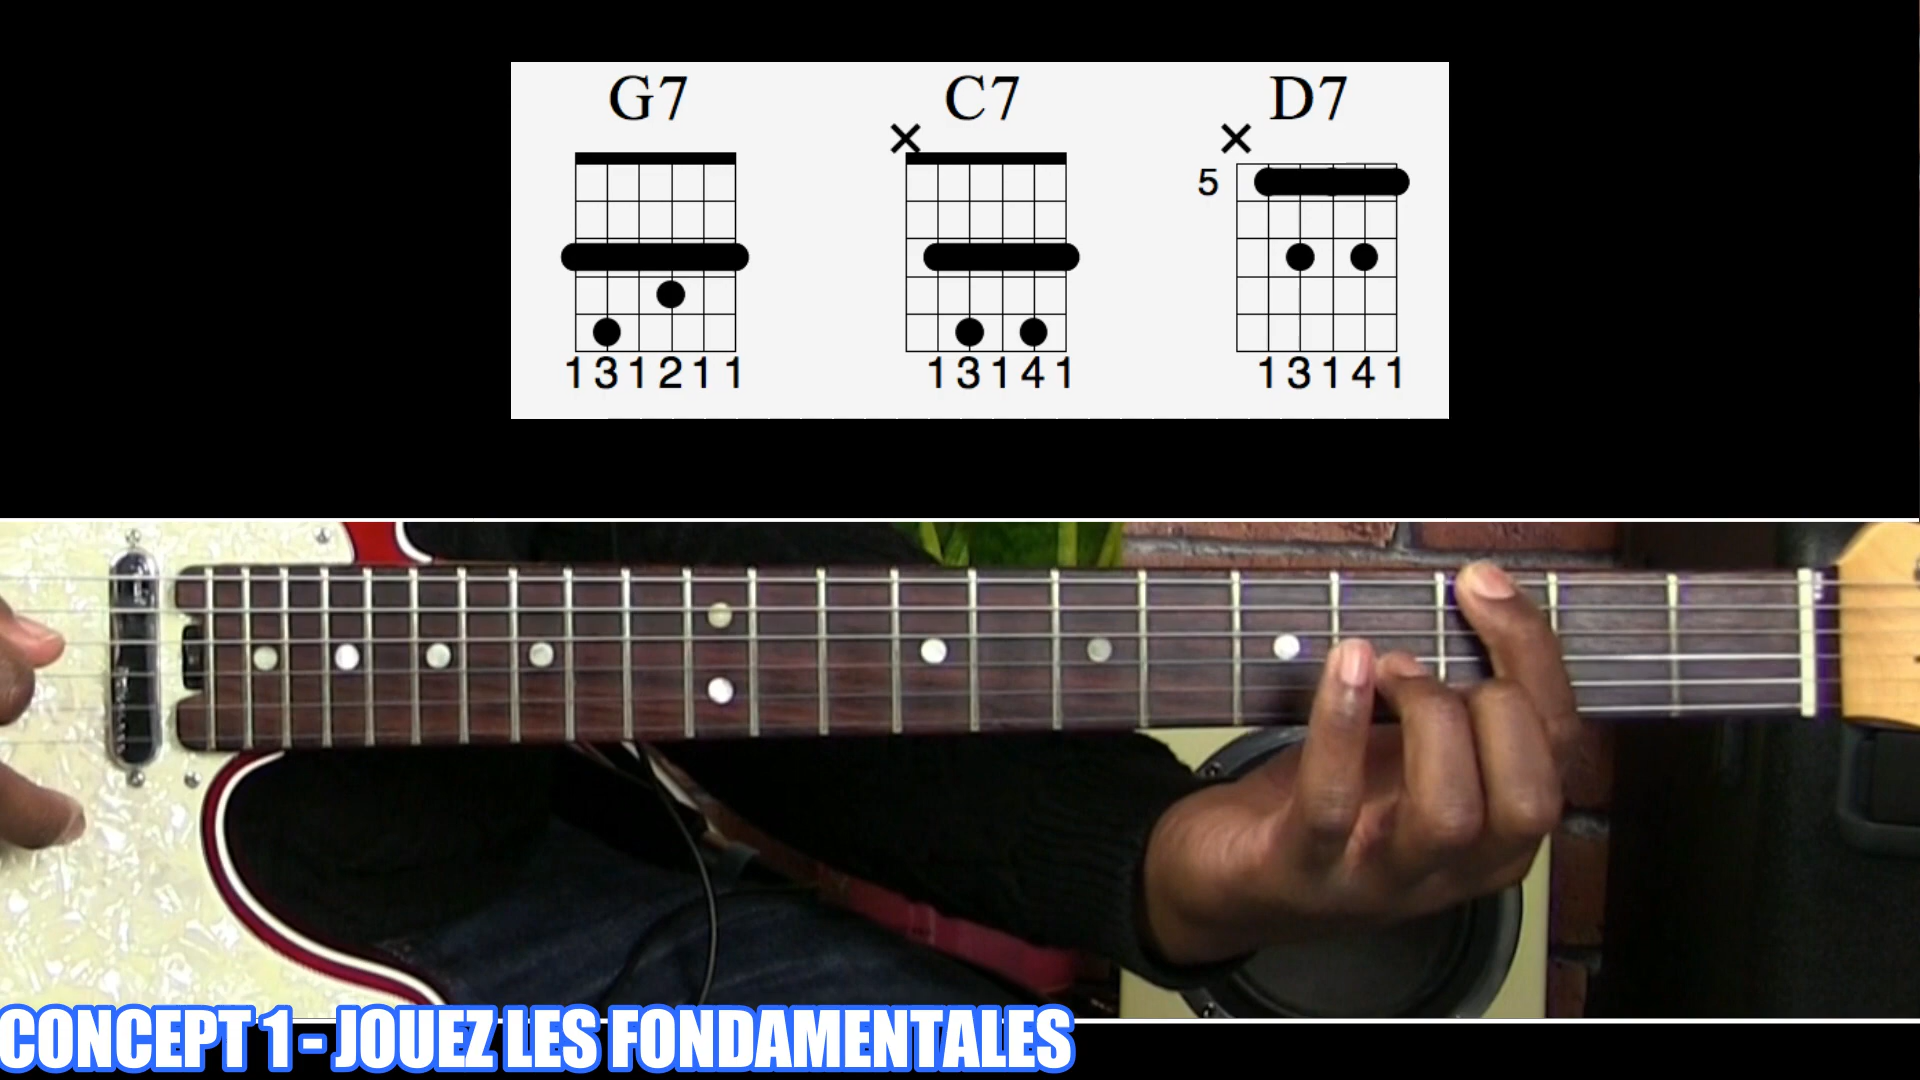 G7 C7 D7
× ×
5
131211 13141 13141
CONCEPT 1 - JOUEZ LES FONDAMENTALES